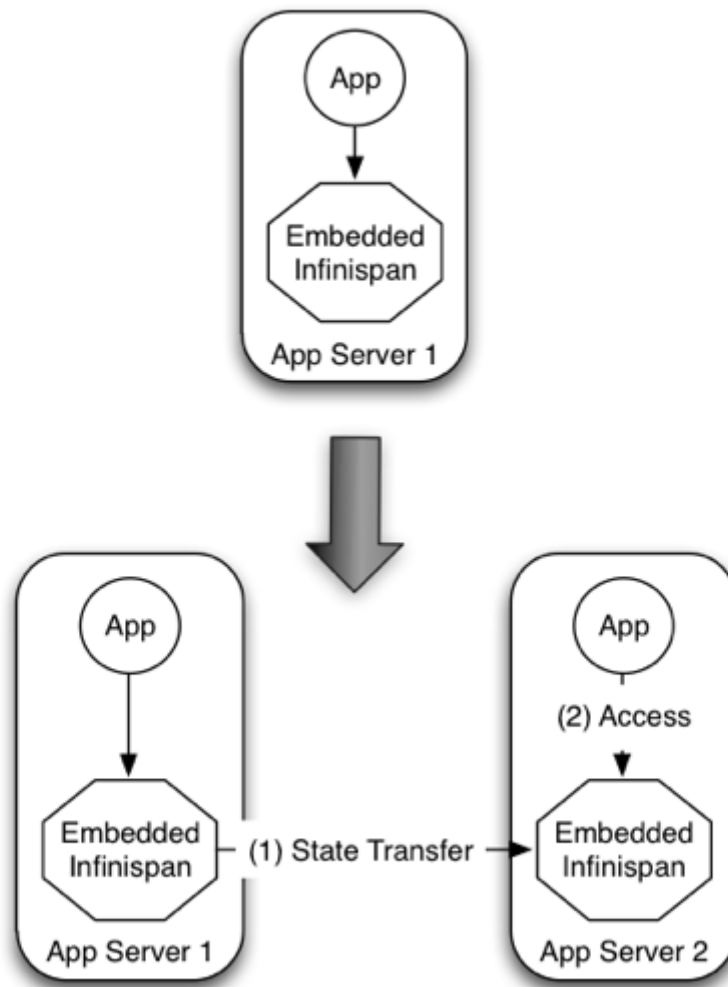 App
Embedded
Infinispan
App Server 1
App
App
(2) Access
Embedded
Infinispan
(1) State Transfer
Embedded
Infinispan
App Server 1
App Server 2